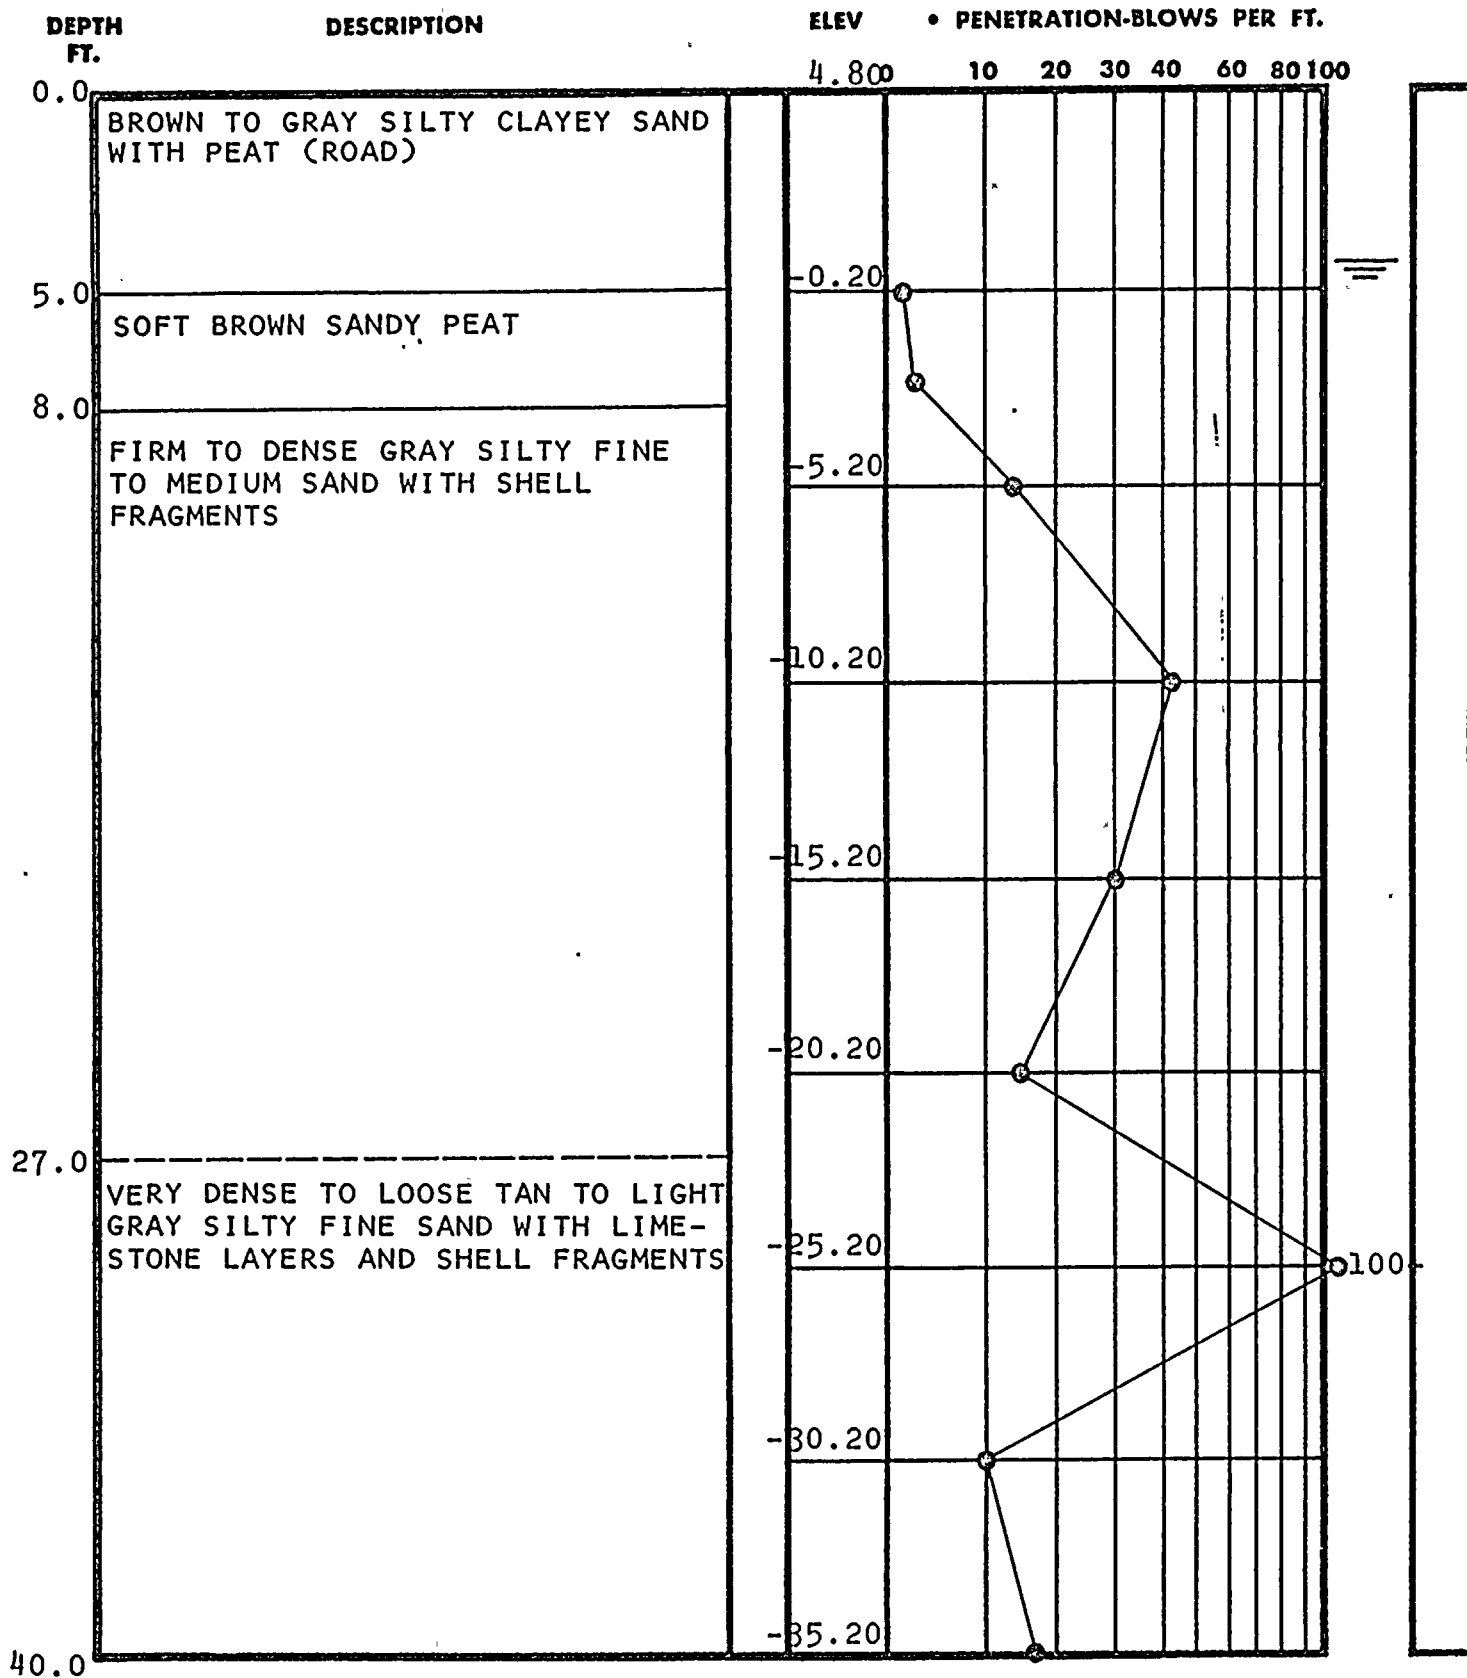 DEPTH FT.
DESCRIPTION
ELEV
• PENETRATION-BLOWS PER FT.
4.80
0 10 20 30 40 60 80 100
0.0
BROWN TO GRAY SILTY CLAYEY SAND
WITH PEAT (ROAD)
-0.20
5.0
SOFT BROWN SANDY PEAT
8.0
FIRM TO DENSE GRAY SILTY FINE
TO MEDIUM SAND WITH SHELL
FRAGMENTS
-5.20
-10.20
-15.20
-20.20
27.0
VERY DENSE TO LOOSE TAN TO LIGHT
GRAY SILTY FINE SAND WITH LIME-
STONE LAYERS AND SHELL FRAGMENTS
-25.20
100
-30.20
-35.20
40.0